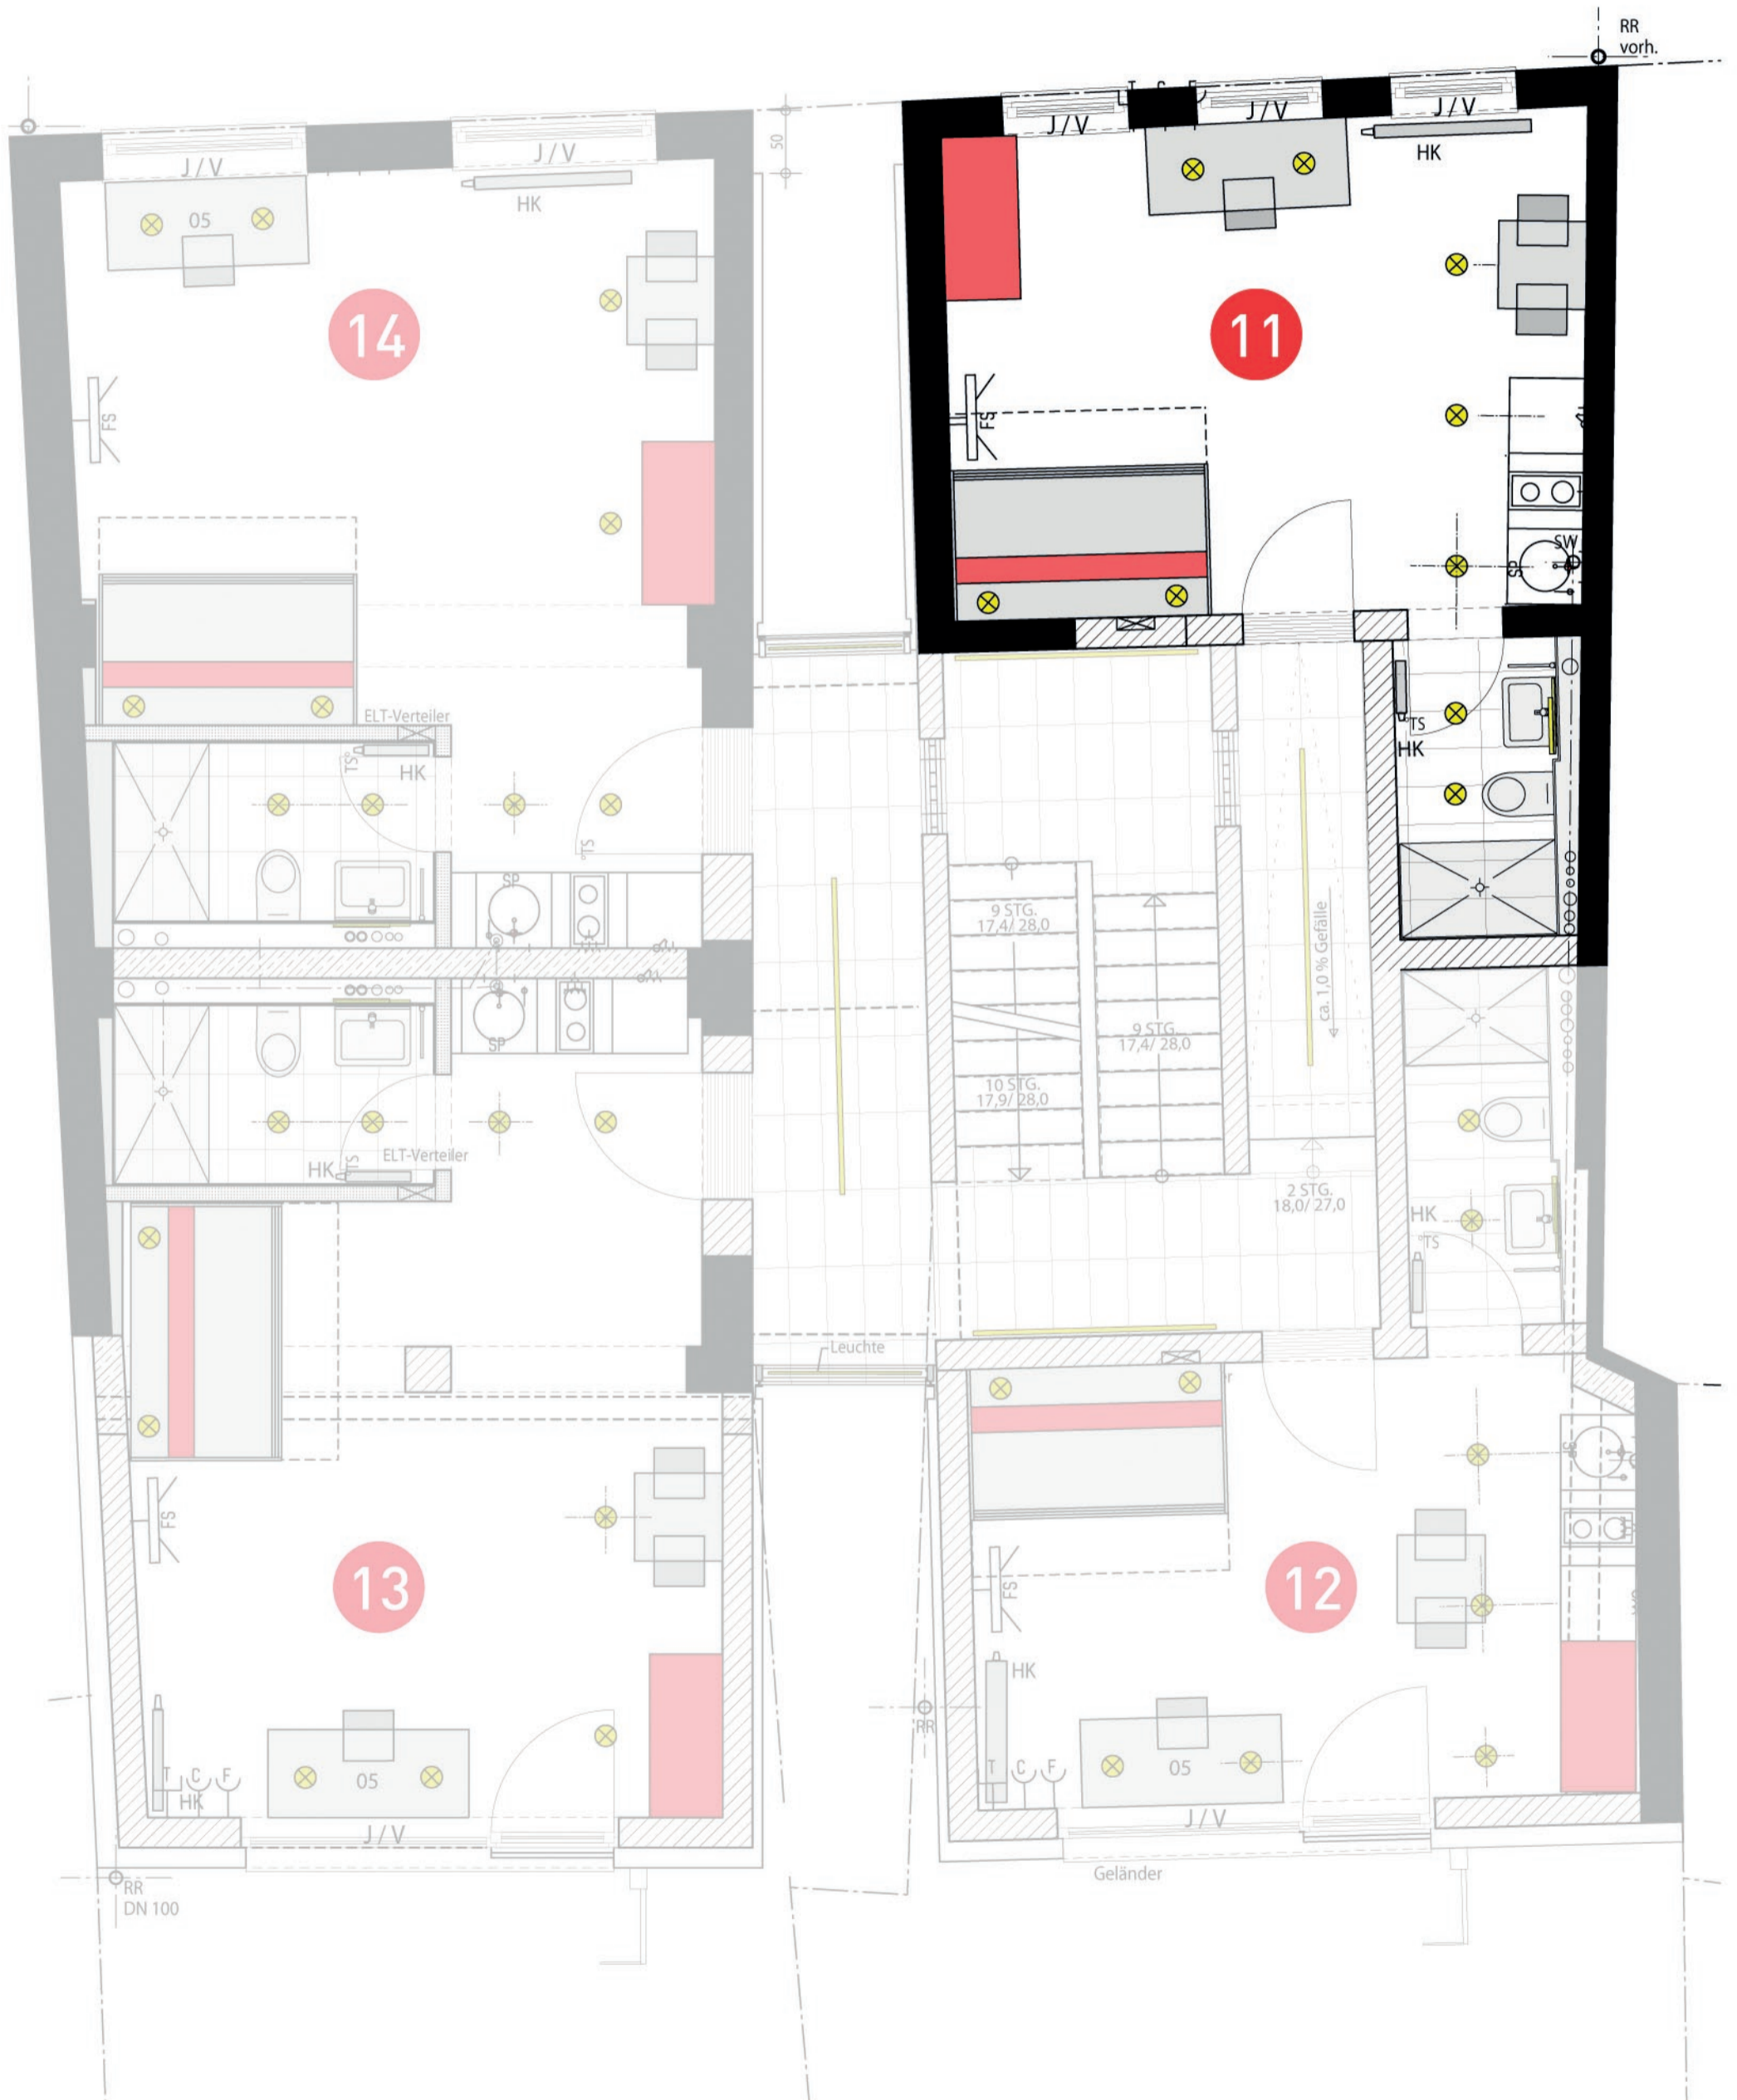 RR
vorh.
J / V
J / V
J / V
J / V
J / V
50
HK
HK
05
14
11
FS
FS
SW
SP
ELT-Verteiler
°TS
HK
°TS
HK
°TS
SP
9 STG.
17,4/ 28,0
ca. 1,0 % Gefälle
9 STG.
17,4/ 28,0
SP
10 STG.
17,9/ 28,0
ELT-Verteiler
HK
°TS
2 STG.
18,0/ 27,0
HK
°TS
Leuchte
FS
FS
13
12
HK
RR
T C F
HK
05
T C F
05
J / V
J / V
Geländer
RR
DN 100